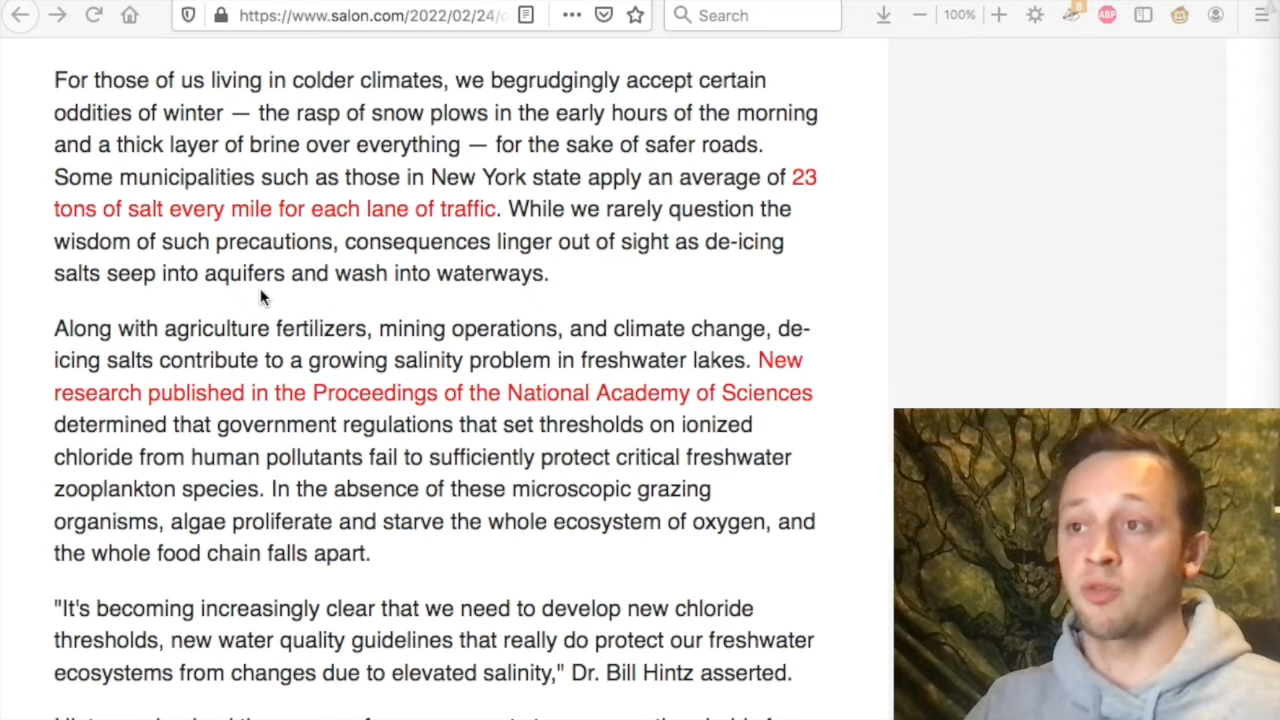 https://www.salon.com/2022/02/24/
Search
100%
8
ABP
For those of us living in colder climates, we begrudgingly accept certain
oddities of winter — the rasp of snow plows in the early hours of the morning
and a thick layer of brine over everything — for the sake of safer roads.
Some municipalities such as those in New York state apply an average of 23
tons of salt every mile for each lane of traffic. While we rarely question the
wisdom of such precautions, consequences linger out of sight as de-icing
salts seep into aquifers and wash into waterways.
Along with agriculture fertilizers, mining operations, and climate change, de-
icing salts contribute to a growing salinity problem in freshwater lakes. New
research published in the Proceedings of the National Academy of Sciences
determined that government regulations that set thresholds on ionized
chloride from human pollutants fail to sufficiently protect critical freshwater
zooplankton species. In the absence of these microscopic grazing
organisms, algae proliferate and starve the whole ecosystem of oxygen, and
the whole food chain falls apart.
"It's becoming increasingly clear that we need to develop new chloride
thresholds, new water quality guidelines that really do protect our freshwater
ecosystems from changes due to elevated salinity," Dr. Bill Hintz asserted.